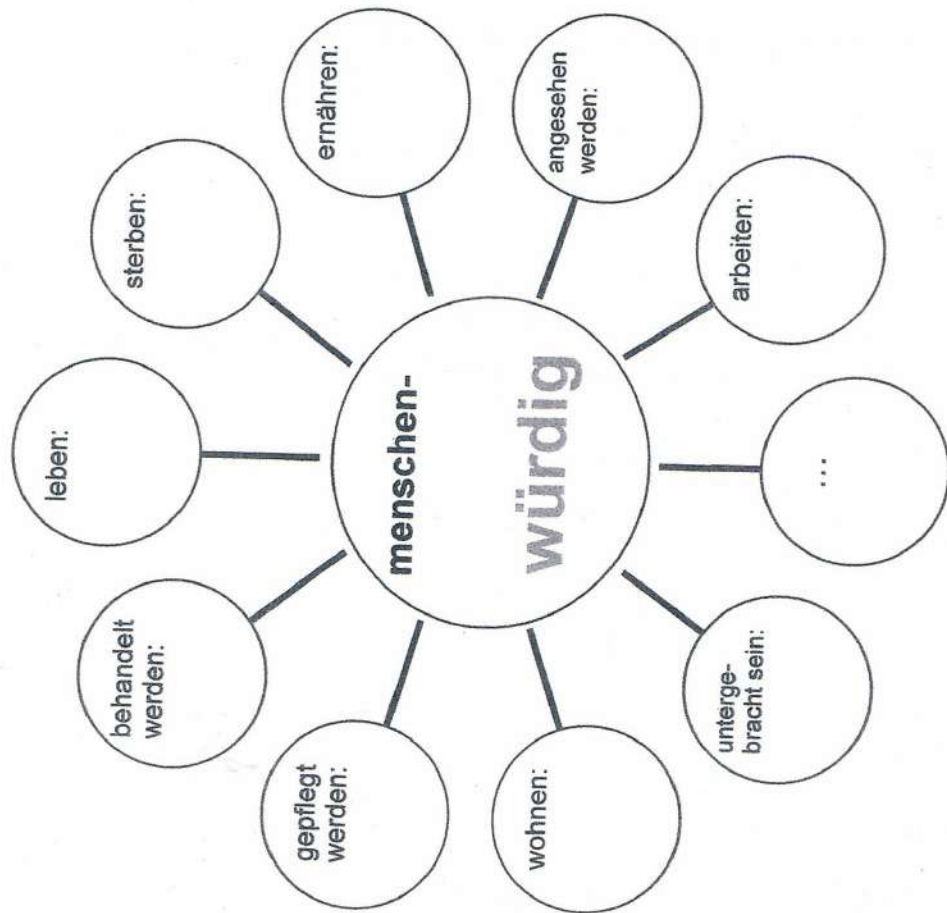 menschen-
würdig
leben:
sterben:
ernähren:
angesehen
werden:
arbeiten:
...
unterge-
bracht sein:
wohnen:
gepflegt
werden:
behandelt
werden: